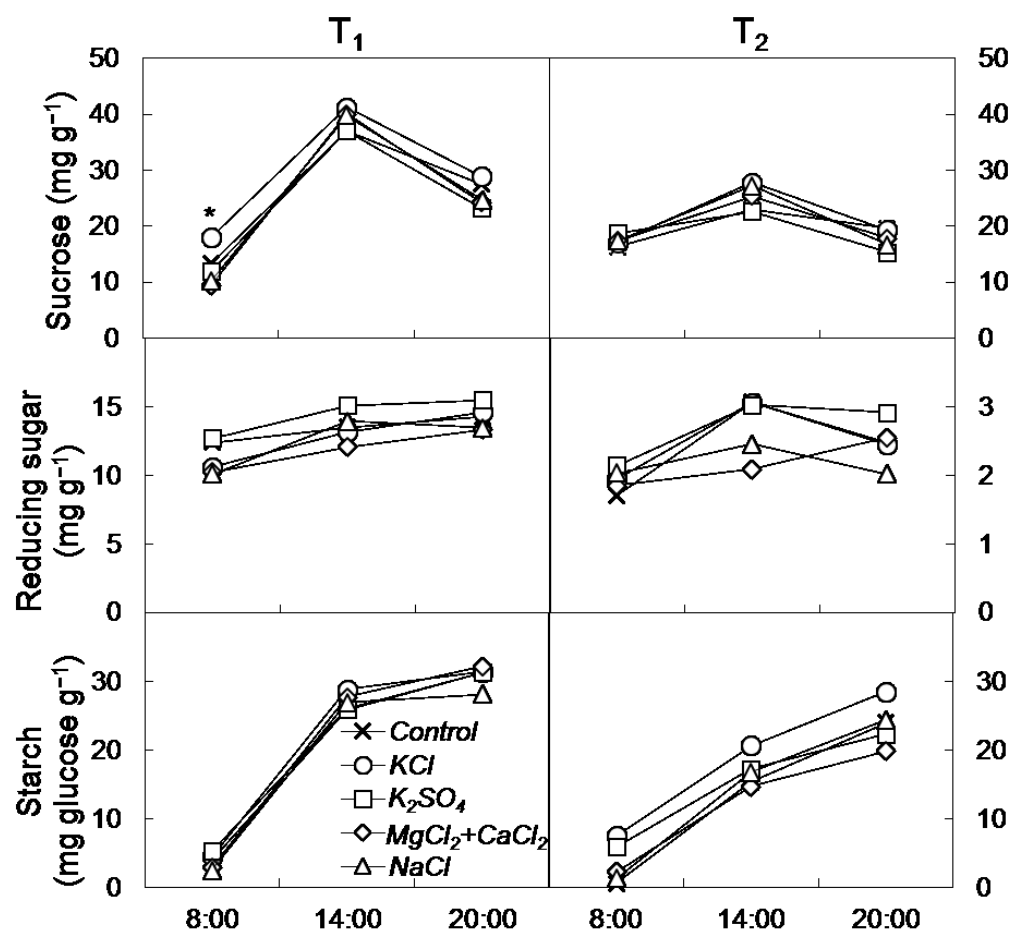 T₁ T₂
50 50
40 40
30 30
20 20
10 10
0 0
Sucrose (mg g⁻¹)
*
15 3
10 2
5 1
0 0
Reducing sugar
(mg g⁻¹)
30 30
20 20
10 10
0 0
Starch
(mg glucose g⁻¹)
Control
KCl
K₂SO₄
MgCl₂+CaCl₂
NaCl
8:00 14:00 20:00 8:00 14:00 20:00